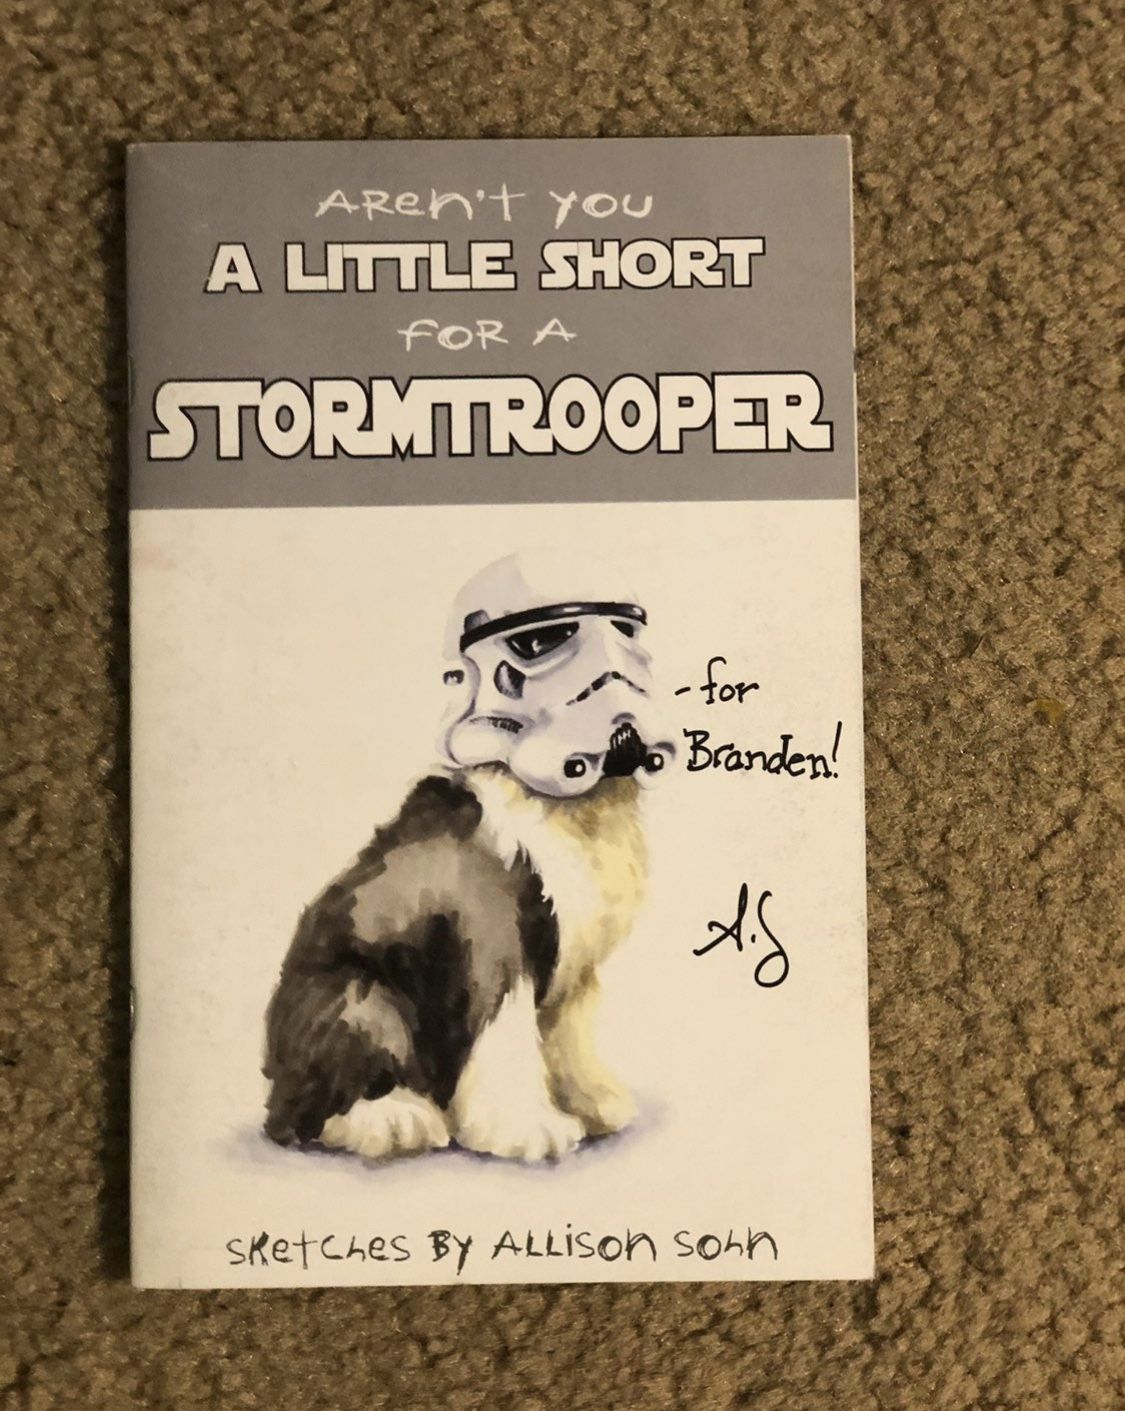 Aren't you
A LITTLE SHORT
FOR A
STORMTROOPER
-for
Branden!
A.S
Sketches By Allison Sohn